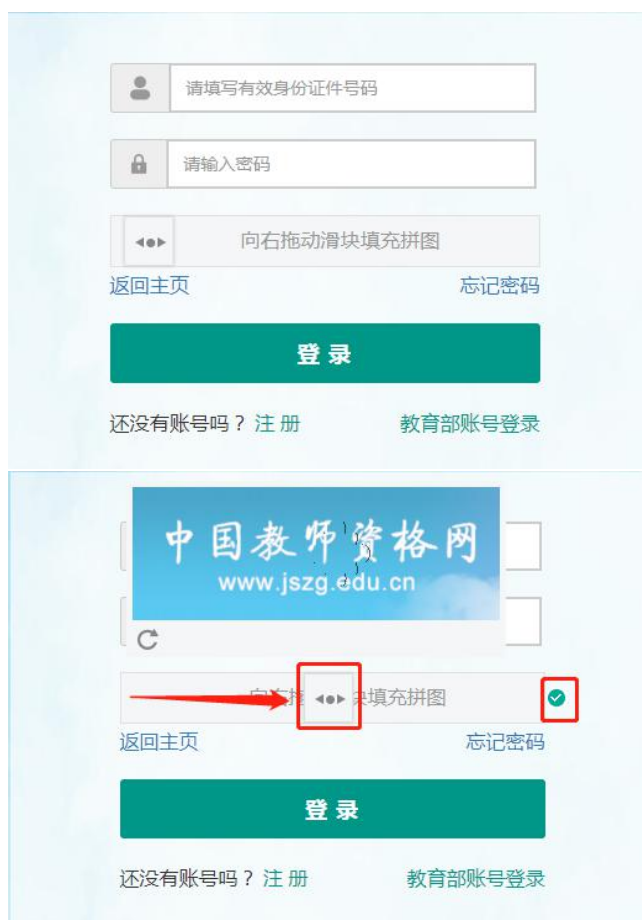 请填写有效身份证件号码
请输入密码
向右拖动滑块填充拼图
返回主页 忘记密码
登 录
还没有账号吗？注 册 教育部账号登录
中国教师资格网
www.jszg.edu.cn
向右拖 块填充拼图
返回主页 忘记密码
登 录
还没有账号吗？注 册 教育部账号登录